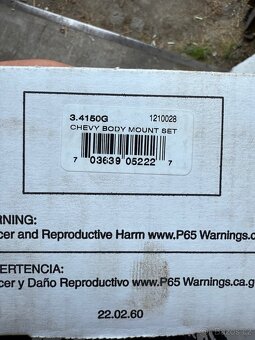 3.4150G 1210028
CHEVY BODY MOUNT SET
7 03639 05222 7
RNING:
cer and Reproductive Harm www.P65 Warnings.c
ERTENCIA:
cer y Daño Reproductivo www.P65 Warnings.ca.g
22.02.60